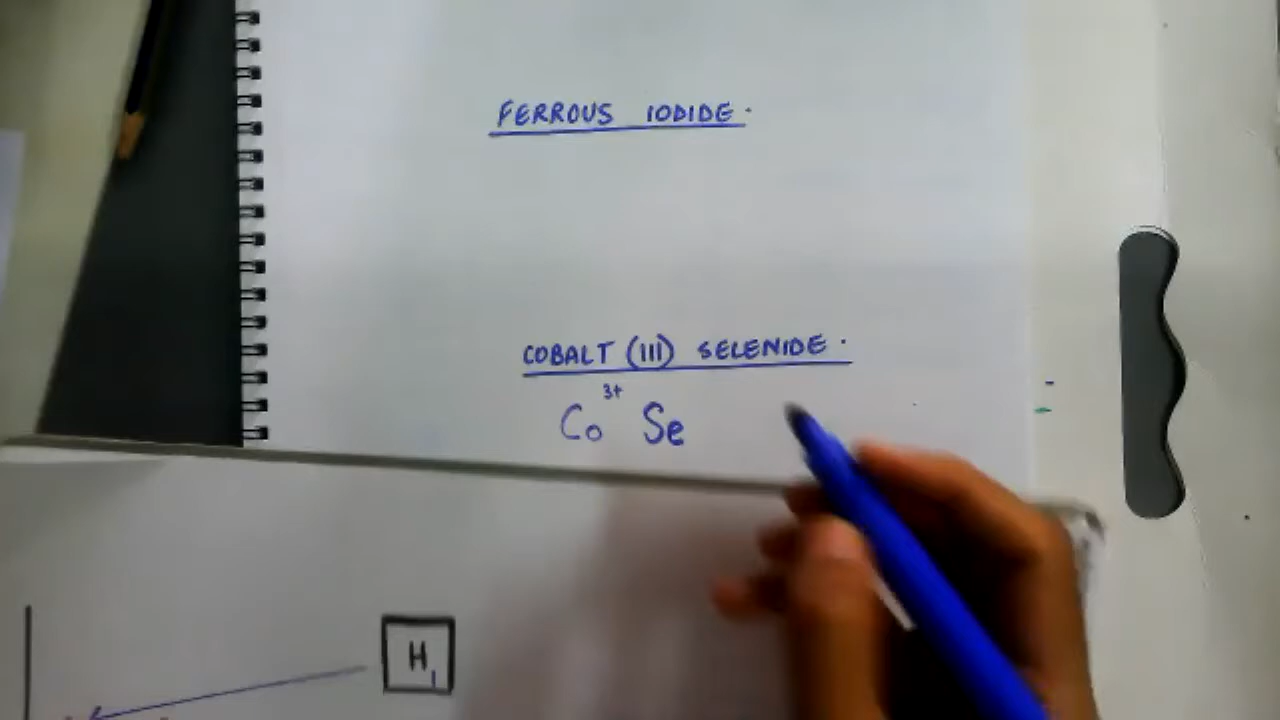 FERROUS IODIDE.
COBALT (III) SELENIDE.
Co³⁺ Se
H₁